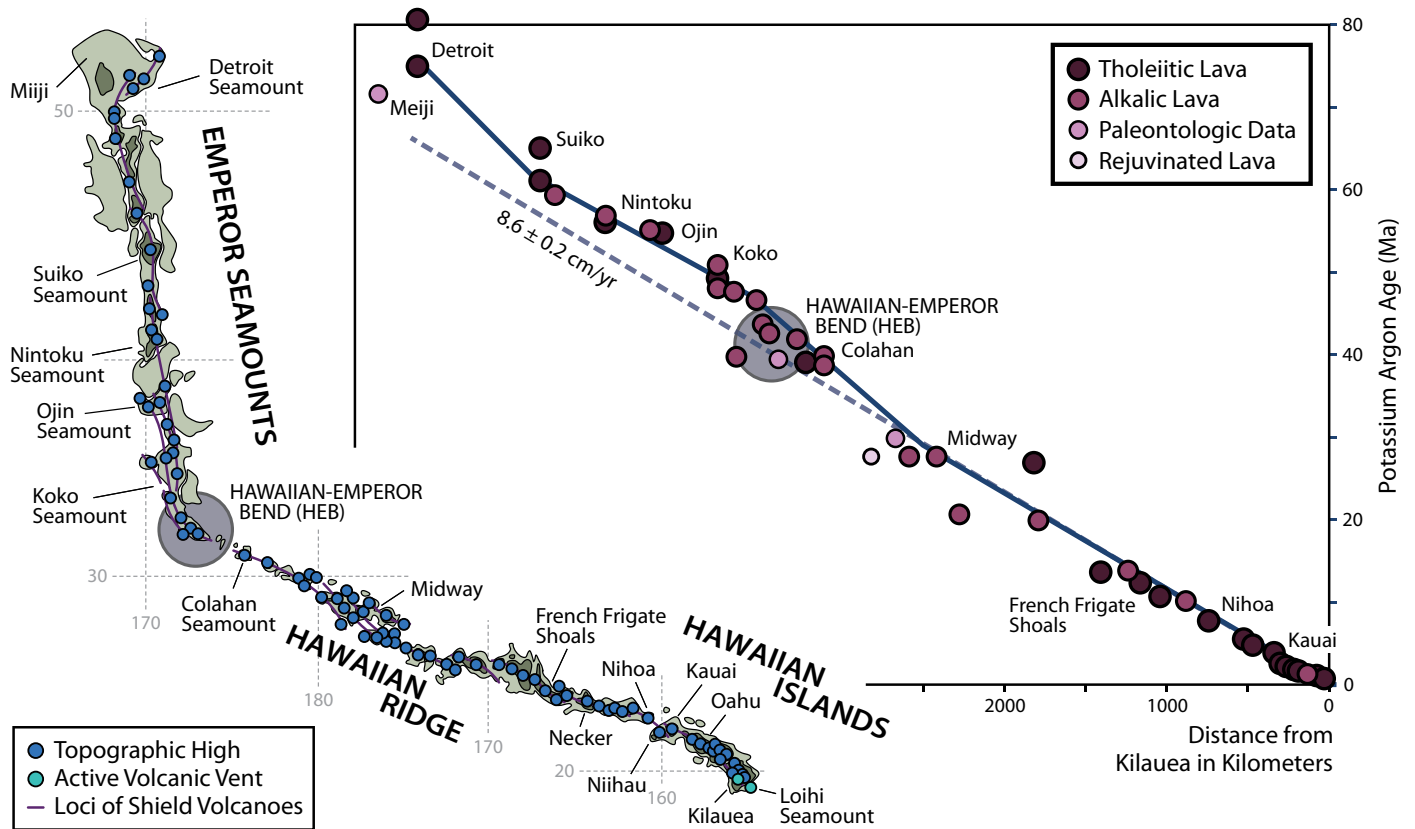 Miiji
Detroit
Seamount
50
EMPEROR SEAMOUNTS
Suiko
Seamount
Nintoku
Seamount
Ojin
Seamount
Koko
Seamount
HAWAIIAN-EMPEROR
BEND (HEB)
30
170
Colahan
Seamount
180
Midway
HAWAIIAN
RIDGE
170
French Frigate
Shoals
Necker
Nihoa
Niihau
Kauai
Oahu
HAWAIIAN
ISLANDS
20
160
Kilauea
Loihi
Seamount
Topographic High
Active Volcanic Vent
Loci of Shield Volcanoes
Detroit
Meiji
Suiko
Nintoku
Ojin
8.6 ± 0.2 cm/yr
Koko
HAWAIIAN-EMPEROR
BEND (HEB)
Colahan
Midway
French Frigate
Shoals
Nihoa
Kauai
Tholeiitic Lava
Alkalic Lava
Paleontologic Data
Rejuvinated Lava
80
60
40
20
0
Potassium Argon Age (Ma)
2000
1000
0
Distance from
Kilauea in Kilometers